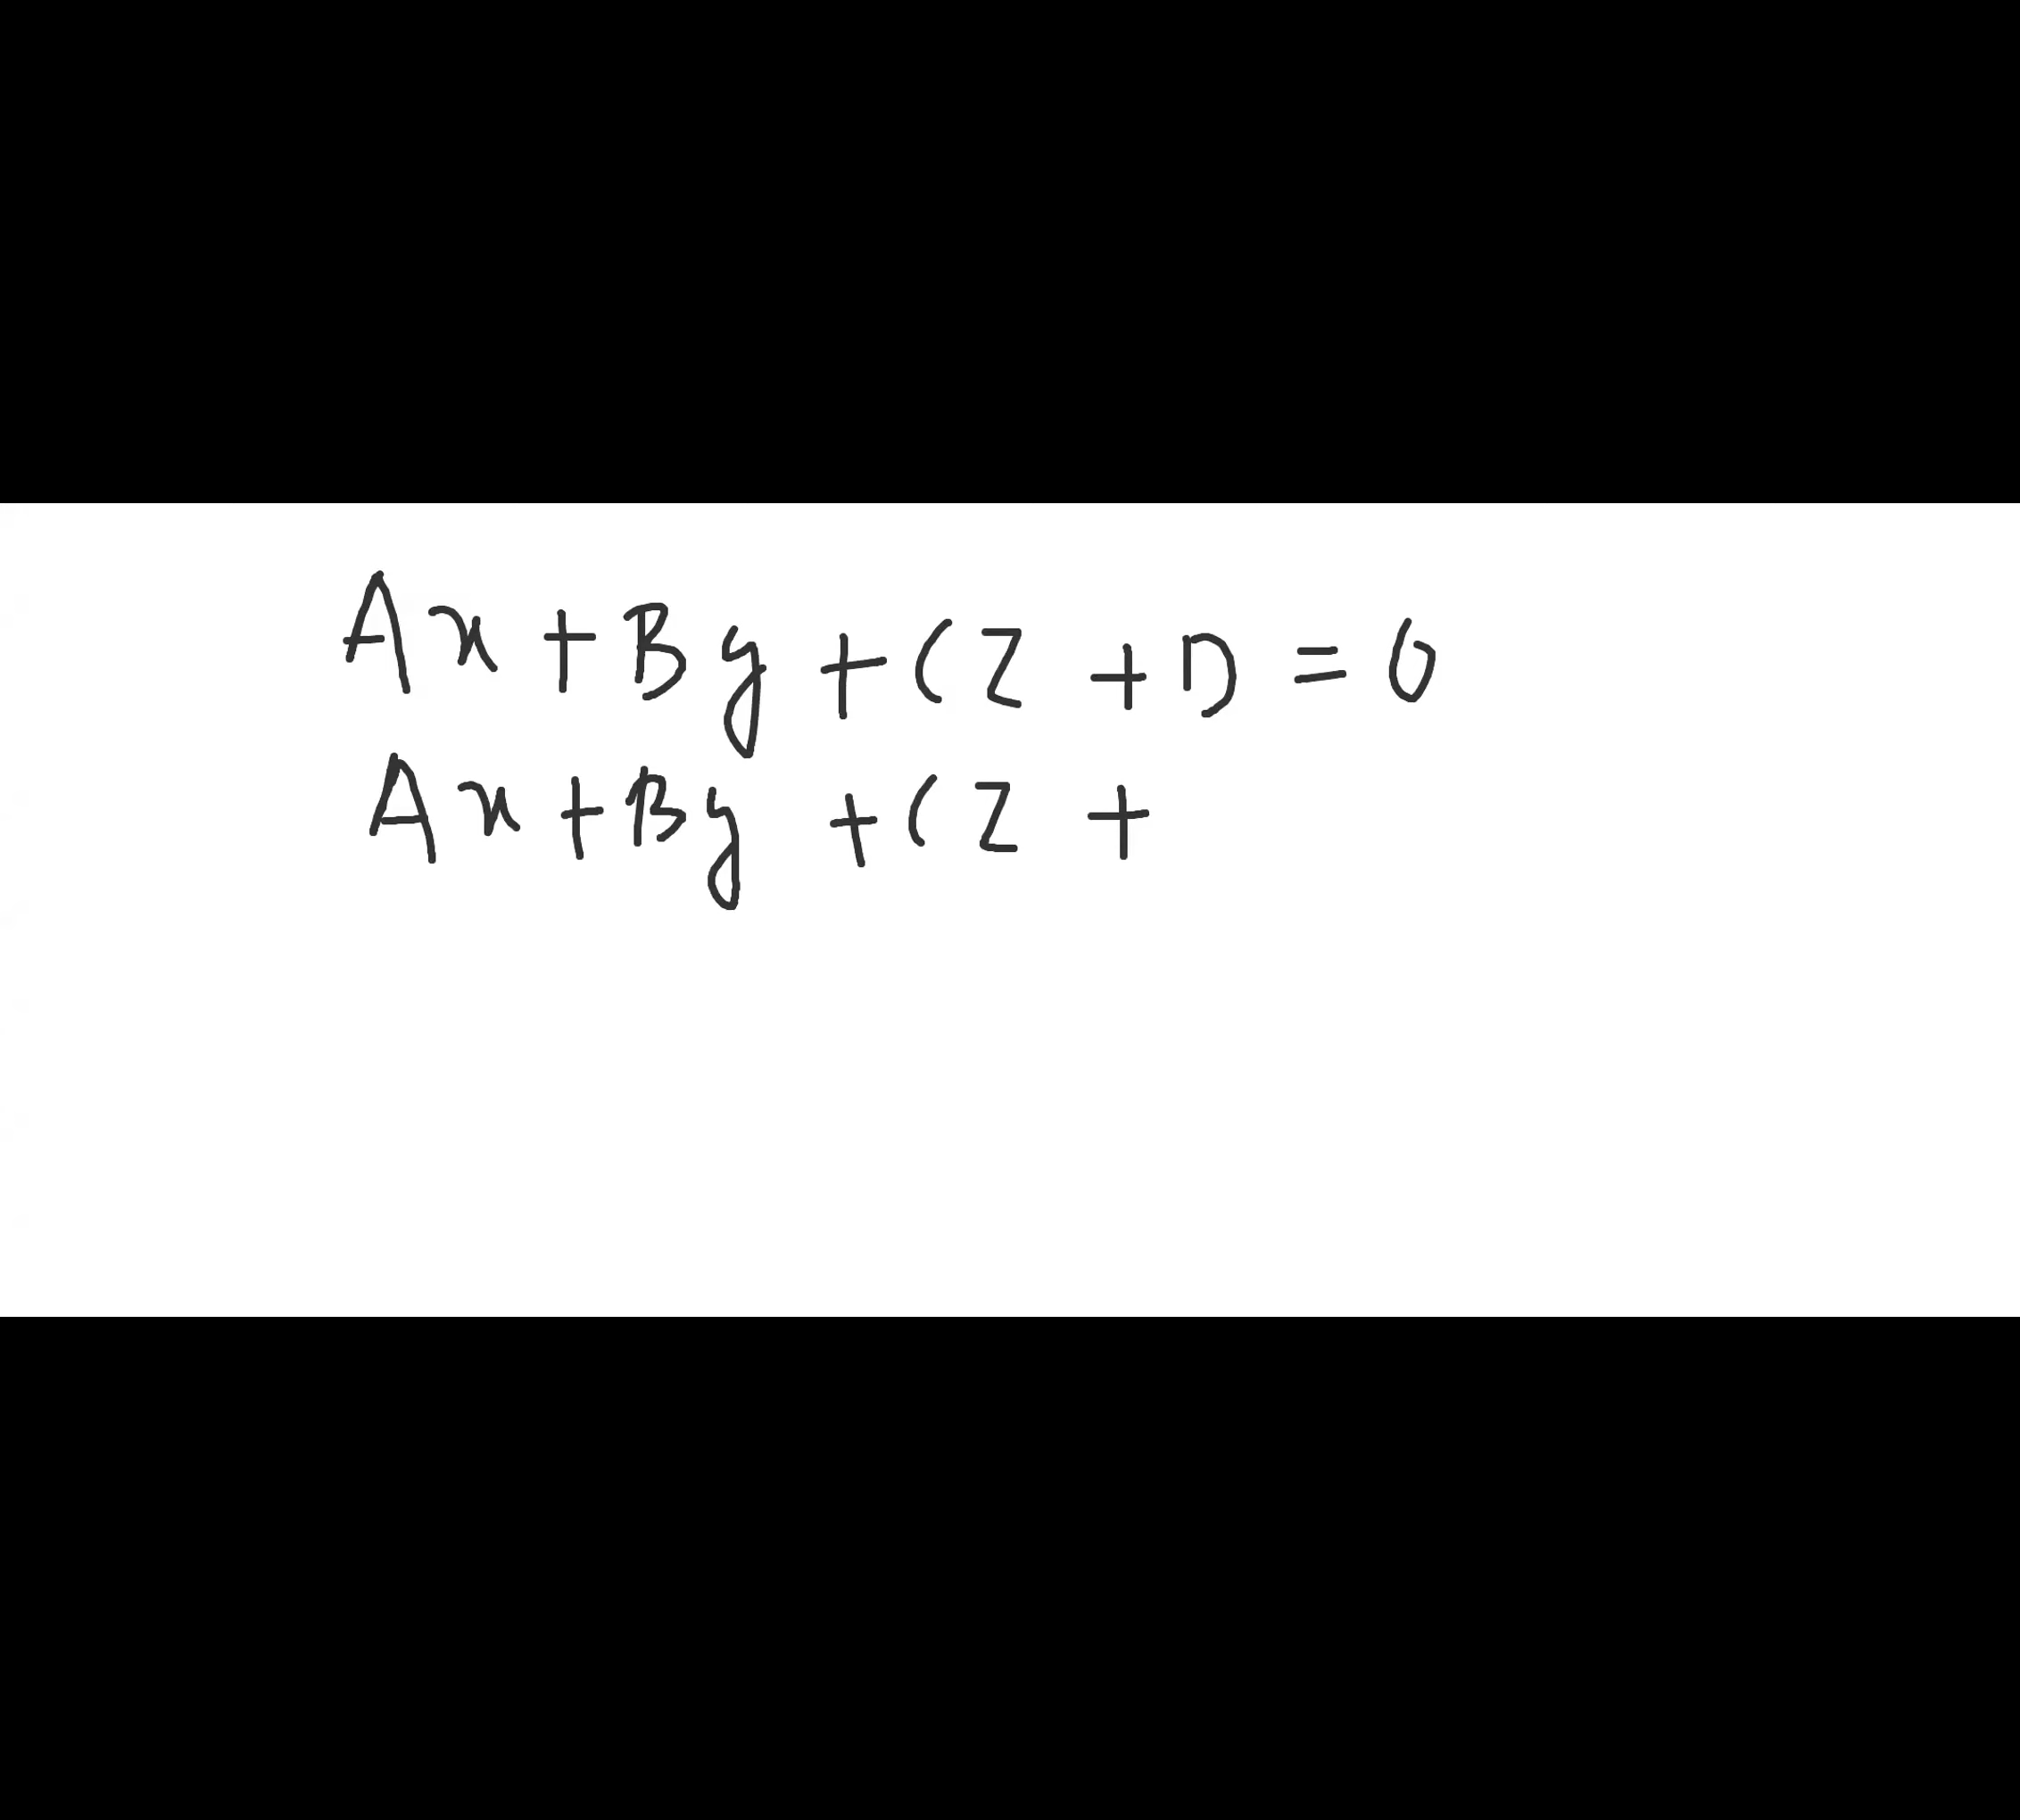 Ax + By + Cz + D = 0
Ax + By + Cz +